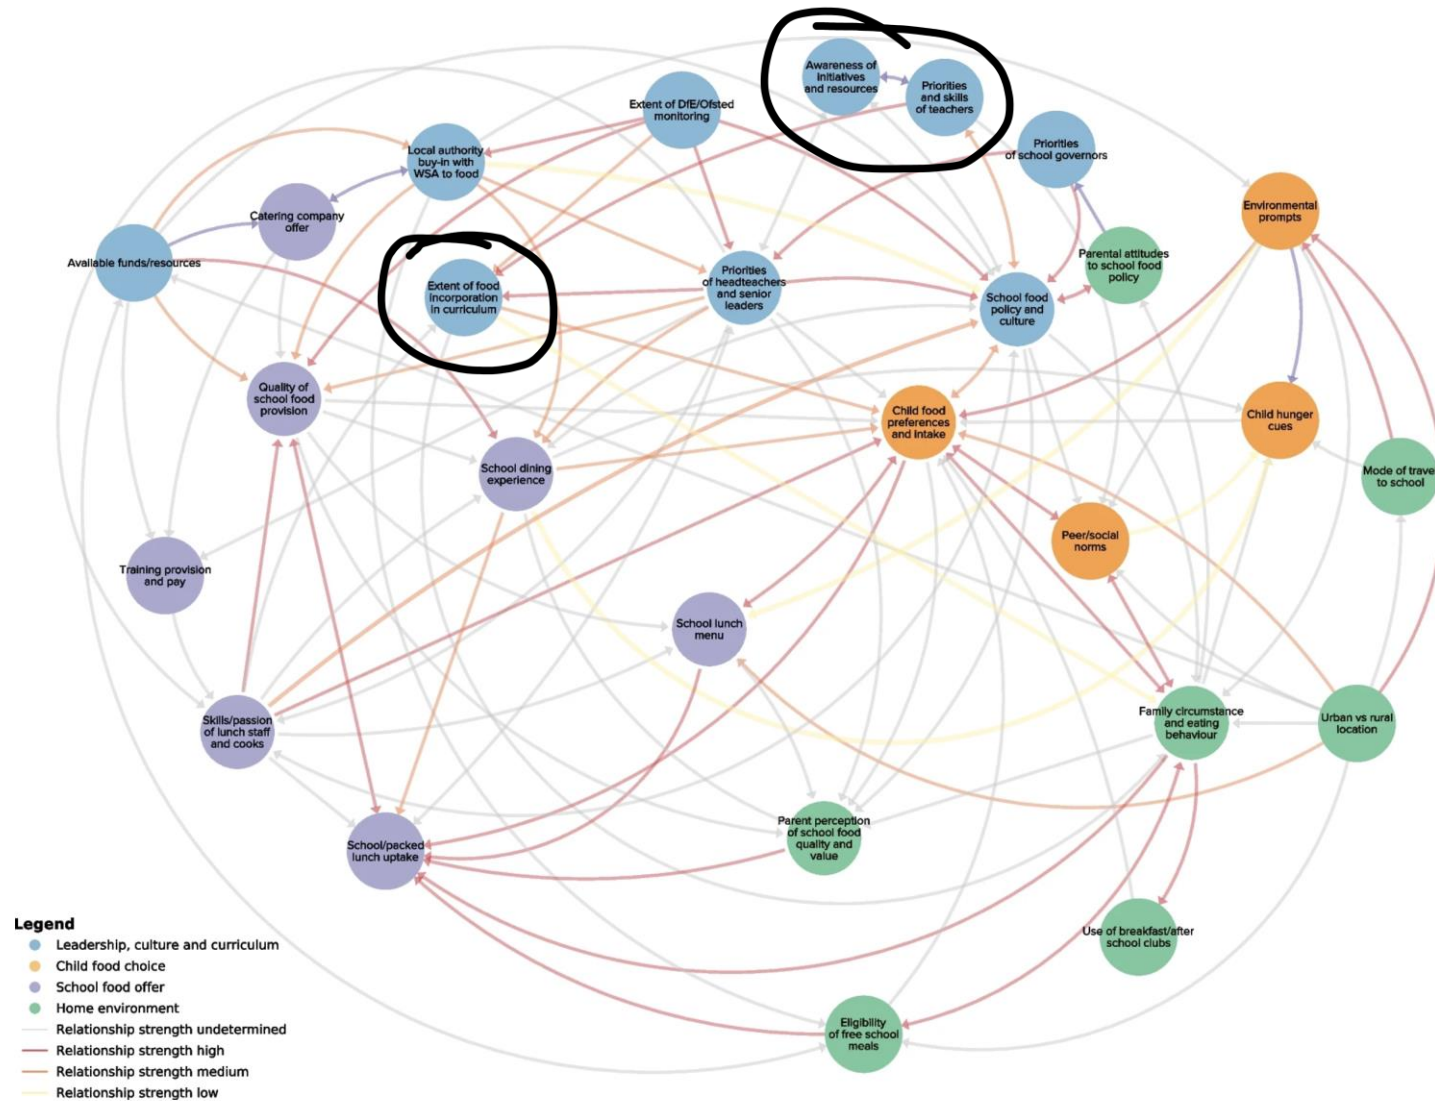 Awareness of
initiatives
and resources
Priorities
and skills
of teachers
Extent of DfE/Ofsted
monitoring
Priorities
of school governors
Local authority
buy-in with
WSA to food
Catering company
offer
Environmental
prompts
Available funds/resources
Parental attitudes
to school food
policy
Extent of food
incorporation
in curriculum
Priorities
of headteachers
and senior
leaders
School food
policy and
culture
Quality of
school food
provision
Child food
preferences
and intake
Child hunger
cues
School dining
experience
Mode of trave
to school
Peer/social
norms
Training provision
and pay
School lunch
menu
Skills/passion
of lunch staff
and cooks
Family circumstance
and eating
behaviour
Urban vs rural
location
School/packed
lunch uptake
Parent perception
of school food
quality and
value
Use of breakfast/after
school clubs
Eligibility
of free school
meals
Legend
Leadership, culture and curriculum
Child food choice
School food offer
Home environment
Relationship strength undetermined
Relationship strength high
Relationship strength medium
Relationship strength low